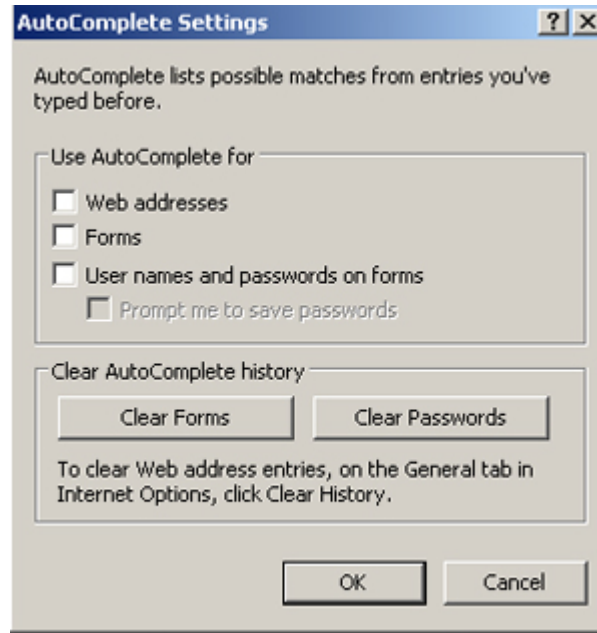 AutoComplete Settings
AutoComplete lists possible matches from entries you've
typed before.
Use AutoComplete for
Web addresses
Forms
User names and passwords on forms
Prompt me to save passwords
Clear AutoComplete history
Clear Forms Clear Passwords
To clear Web address entries, on the General tab in
Internet Options, click Clear History.
OK Cancel